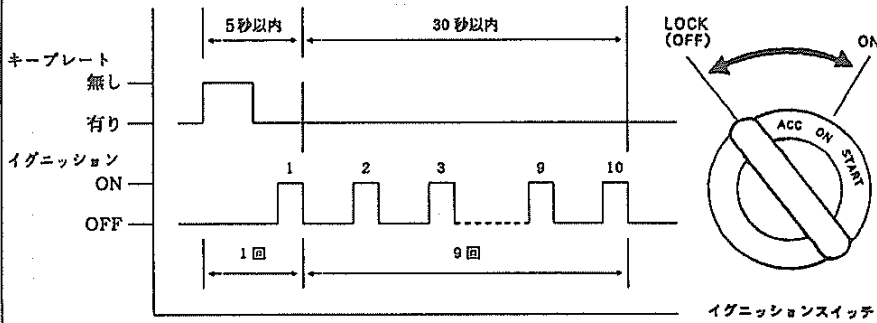 5秒以内
30秒以内
キープレート
無し
有り
イグニッション
ON
OFF
1
2
3
9
10
1回
9回
LOCK
(OFF)
ON
ACC ON START
イグニッションスイッチ